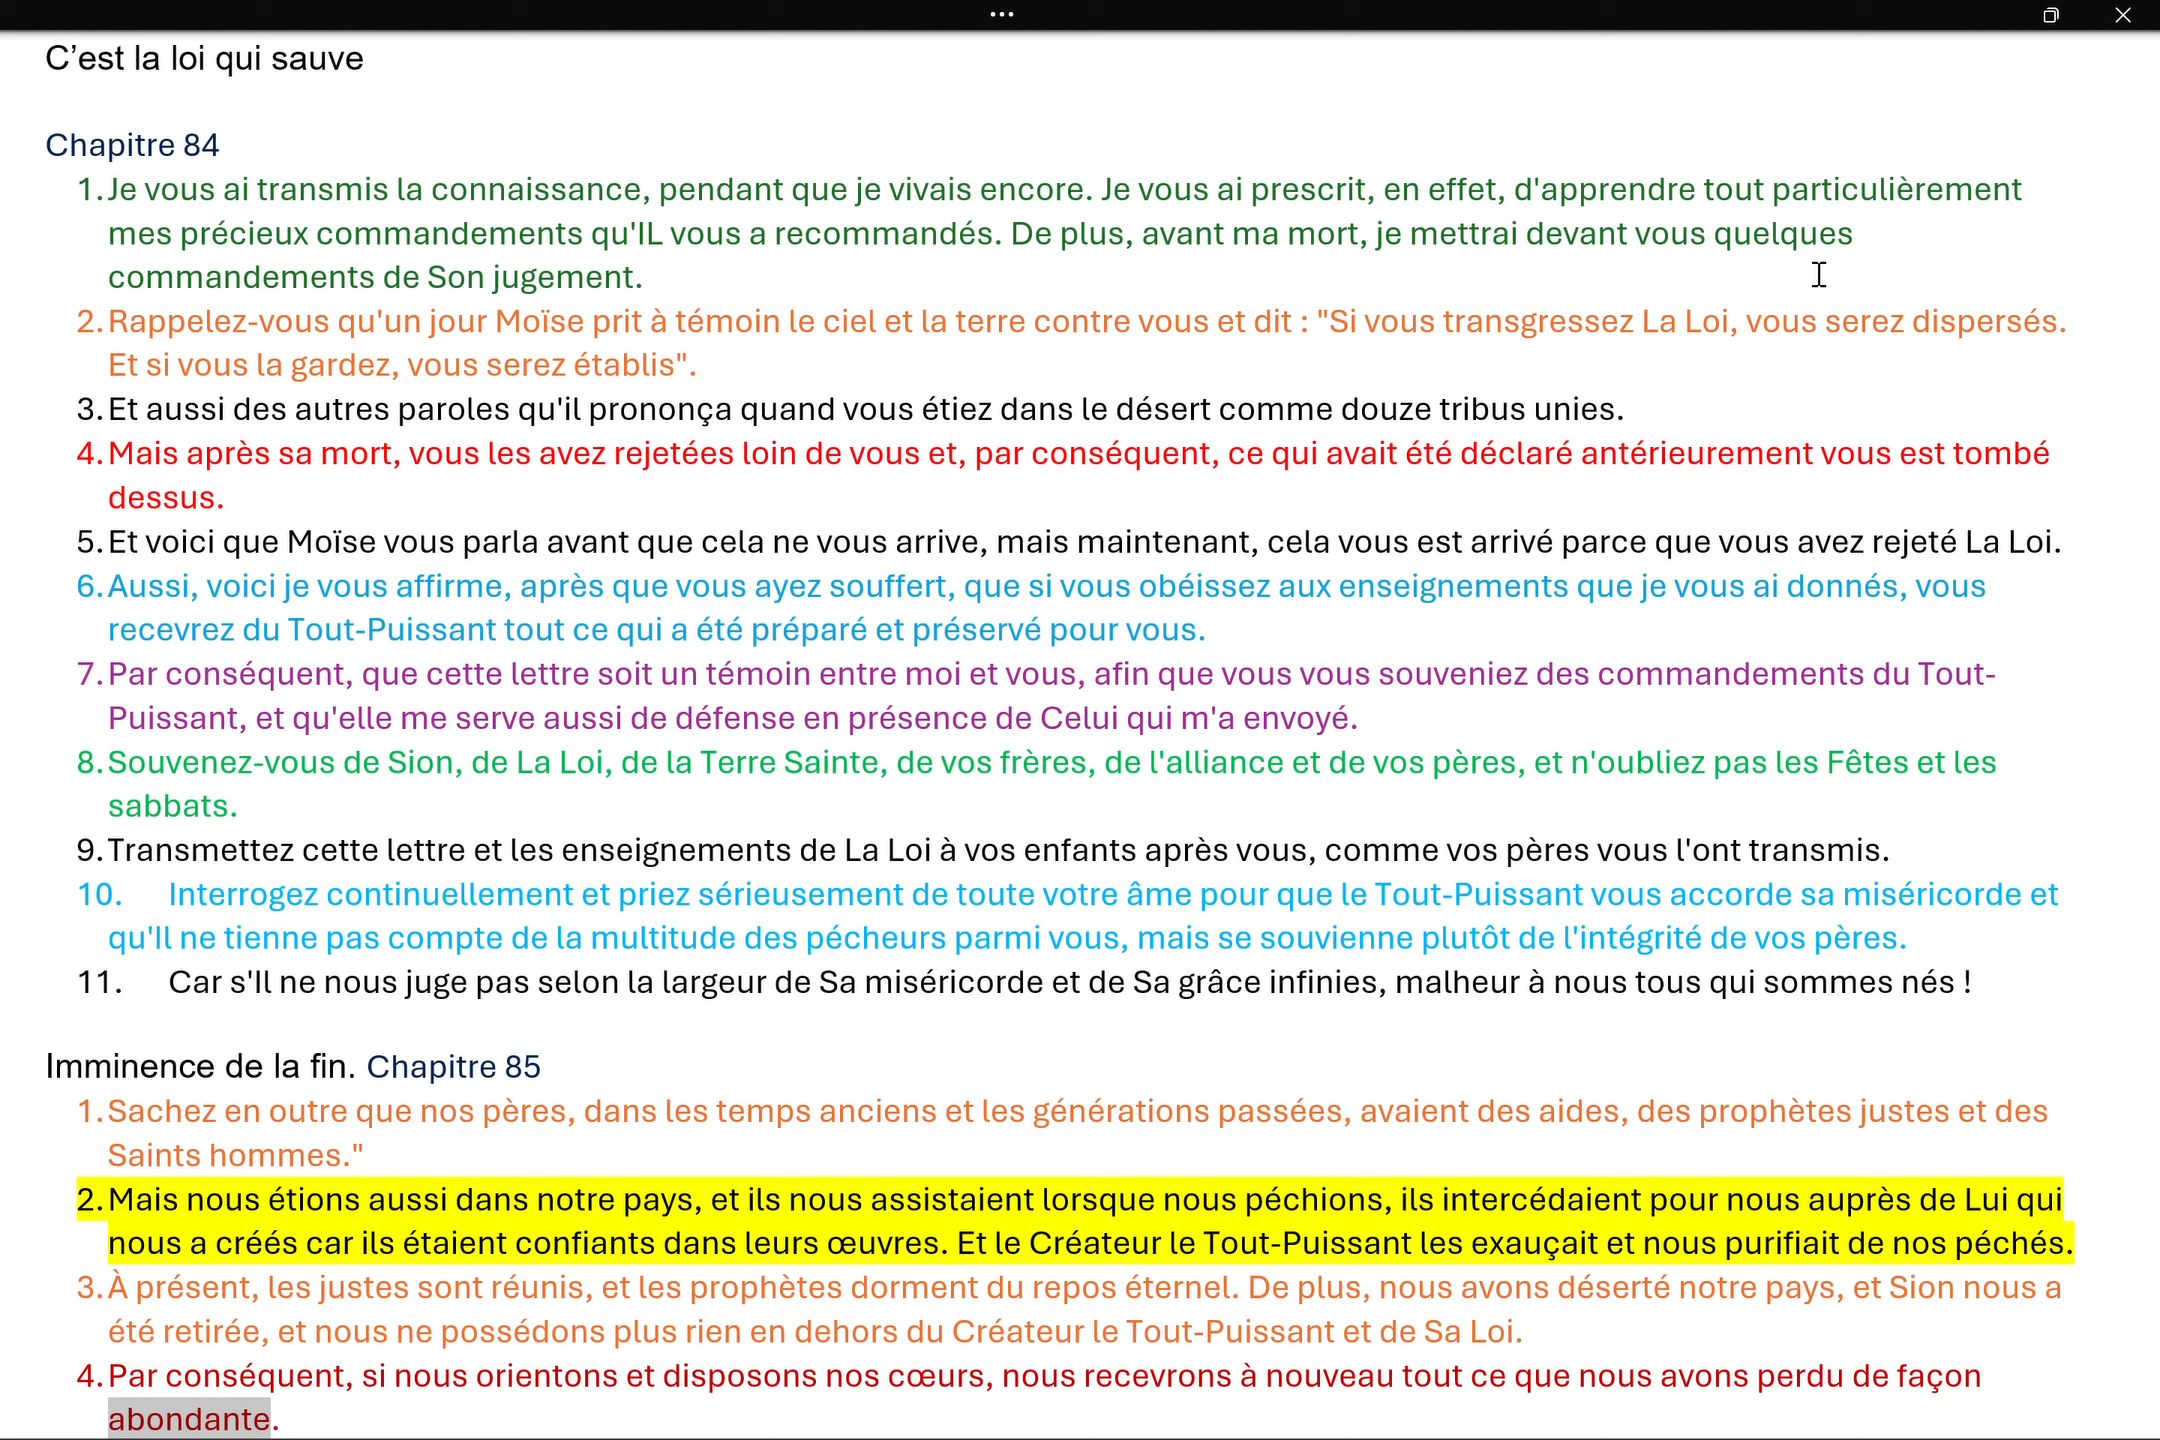 C’est la loi qui sauve
Chapitre 84
1. Je vous ai transmis la connaissance, pendant que je vivais encore. Je vous ai prescrit, en effet, d'apprendre tout particulièrement
mes précieux commandements qu'IL vous a recommandés. De plus, avant ma mort, je mettrai devant vous quelques
commandements de Son jugement.
2. Rappelez-vous qu'un jour Moïse prit à témoin le ciel et la terre contre vous et dit : "Si vous transgressez La Loi, vous serez dispersés.
Et si vous la gardez, vous serez établis".
3. Et aussi des autres paroles qu'il prononça quand vous étiez dans le désert comme douze tribus unies.
4. Mais après sa mort, vous les avez rejetées loin de vous et, par conséquent, ce qui avait été déclaré antérieurement vous est tombé
dessus.
5. Et voici que Moïse vous parla avant que cela ne vous arrive, mais maintenant, cela vous est arrivé parce que vous avez rejeté La Loi.
6. Aussi, voici je vous affirme, après que vous ayez souffert, que si vous obéissez aux enseignements que je vous ai donnés, vous
recevrez du Tout-Puissant tout ce qui a été préparé et préservé pour vous.
7. Par conséquent, que cette lettre soit un témoin entre moi et vous, afin que vous vous souveniez des commandements du Tout-
Puissant, et qu'elle me serve aussi de défense en présence de Celui qui m'a envoyé.
8. Souvenez-vous de Sion, de La Loi, de la Terre Sainte, de vos frères, de l'alliance et de vos pères, et n'oubliez pas les Fêtes et les
sabbats.
9. Transmettez cette lettre et les enseignements de La Loi à vos enfants après vous, comme vos pères vous l'ont transmis.
10. Interrogez continuellement et priez sérieusement de toute votre âme pour que le Tout-Puissant vous accorde sa miséricorde et
qu'Il ne tienne pas compte de la multitude des pécheurs parmi vous, mais se souvienne plutôt de l'intégrité de vos pères.
11. Car s'Il ne nous juge pas selon la largeur de Sa miséricorde et de Sa grâce infinies, malheur à nous tous qui sommes nés !
Imminence de la fin. Chapitre 85
1. Sachez en outre que nos pères, dans les temps anciens et les générations passées, avaient des aides, des prophètes justes et des
Saints hommes."
2. Mais nous étions aussi dans notre pays, et ils nous assistaient lorsque nous péchions, ils intercédaient pour nous auprès de Lui qui
nous a créés car ils étaient confiants dans leurs œuvres. Et le Créateur le Tout-Puissant les exauçait et nous purifiait de nos péchés.
3. À présent, les justes sont réunis, et les prophètes dorment du repos éternel. De plus, nous avons déserté notre pays, et Sion nous a
été retirée, et nous ne possédons plus rien en dehors du Créateur le Tout-Puissant et de Sa Loi.
4. Par conséquent, si nous orientons et disposons nos cœurs, nous recevrons à nouveau tout ce que nous avons perdu de façon
abondante.